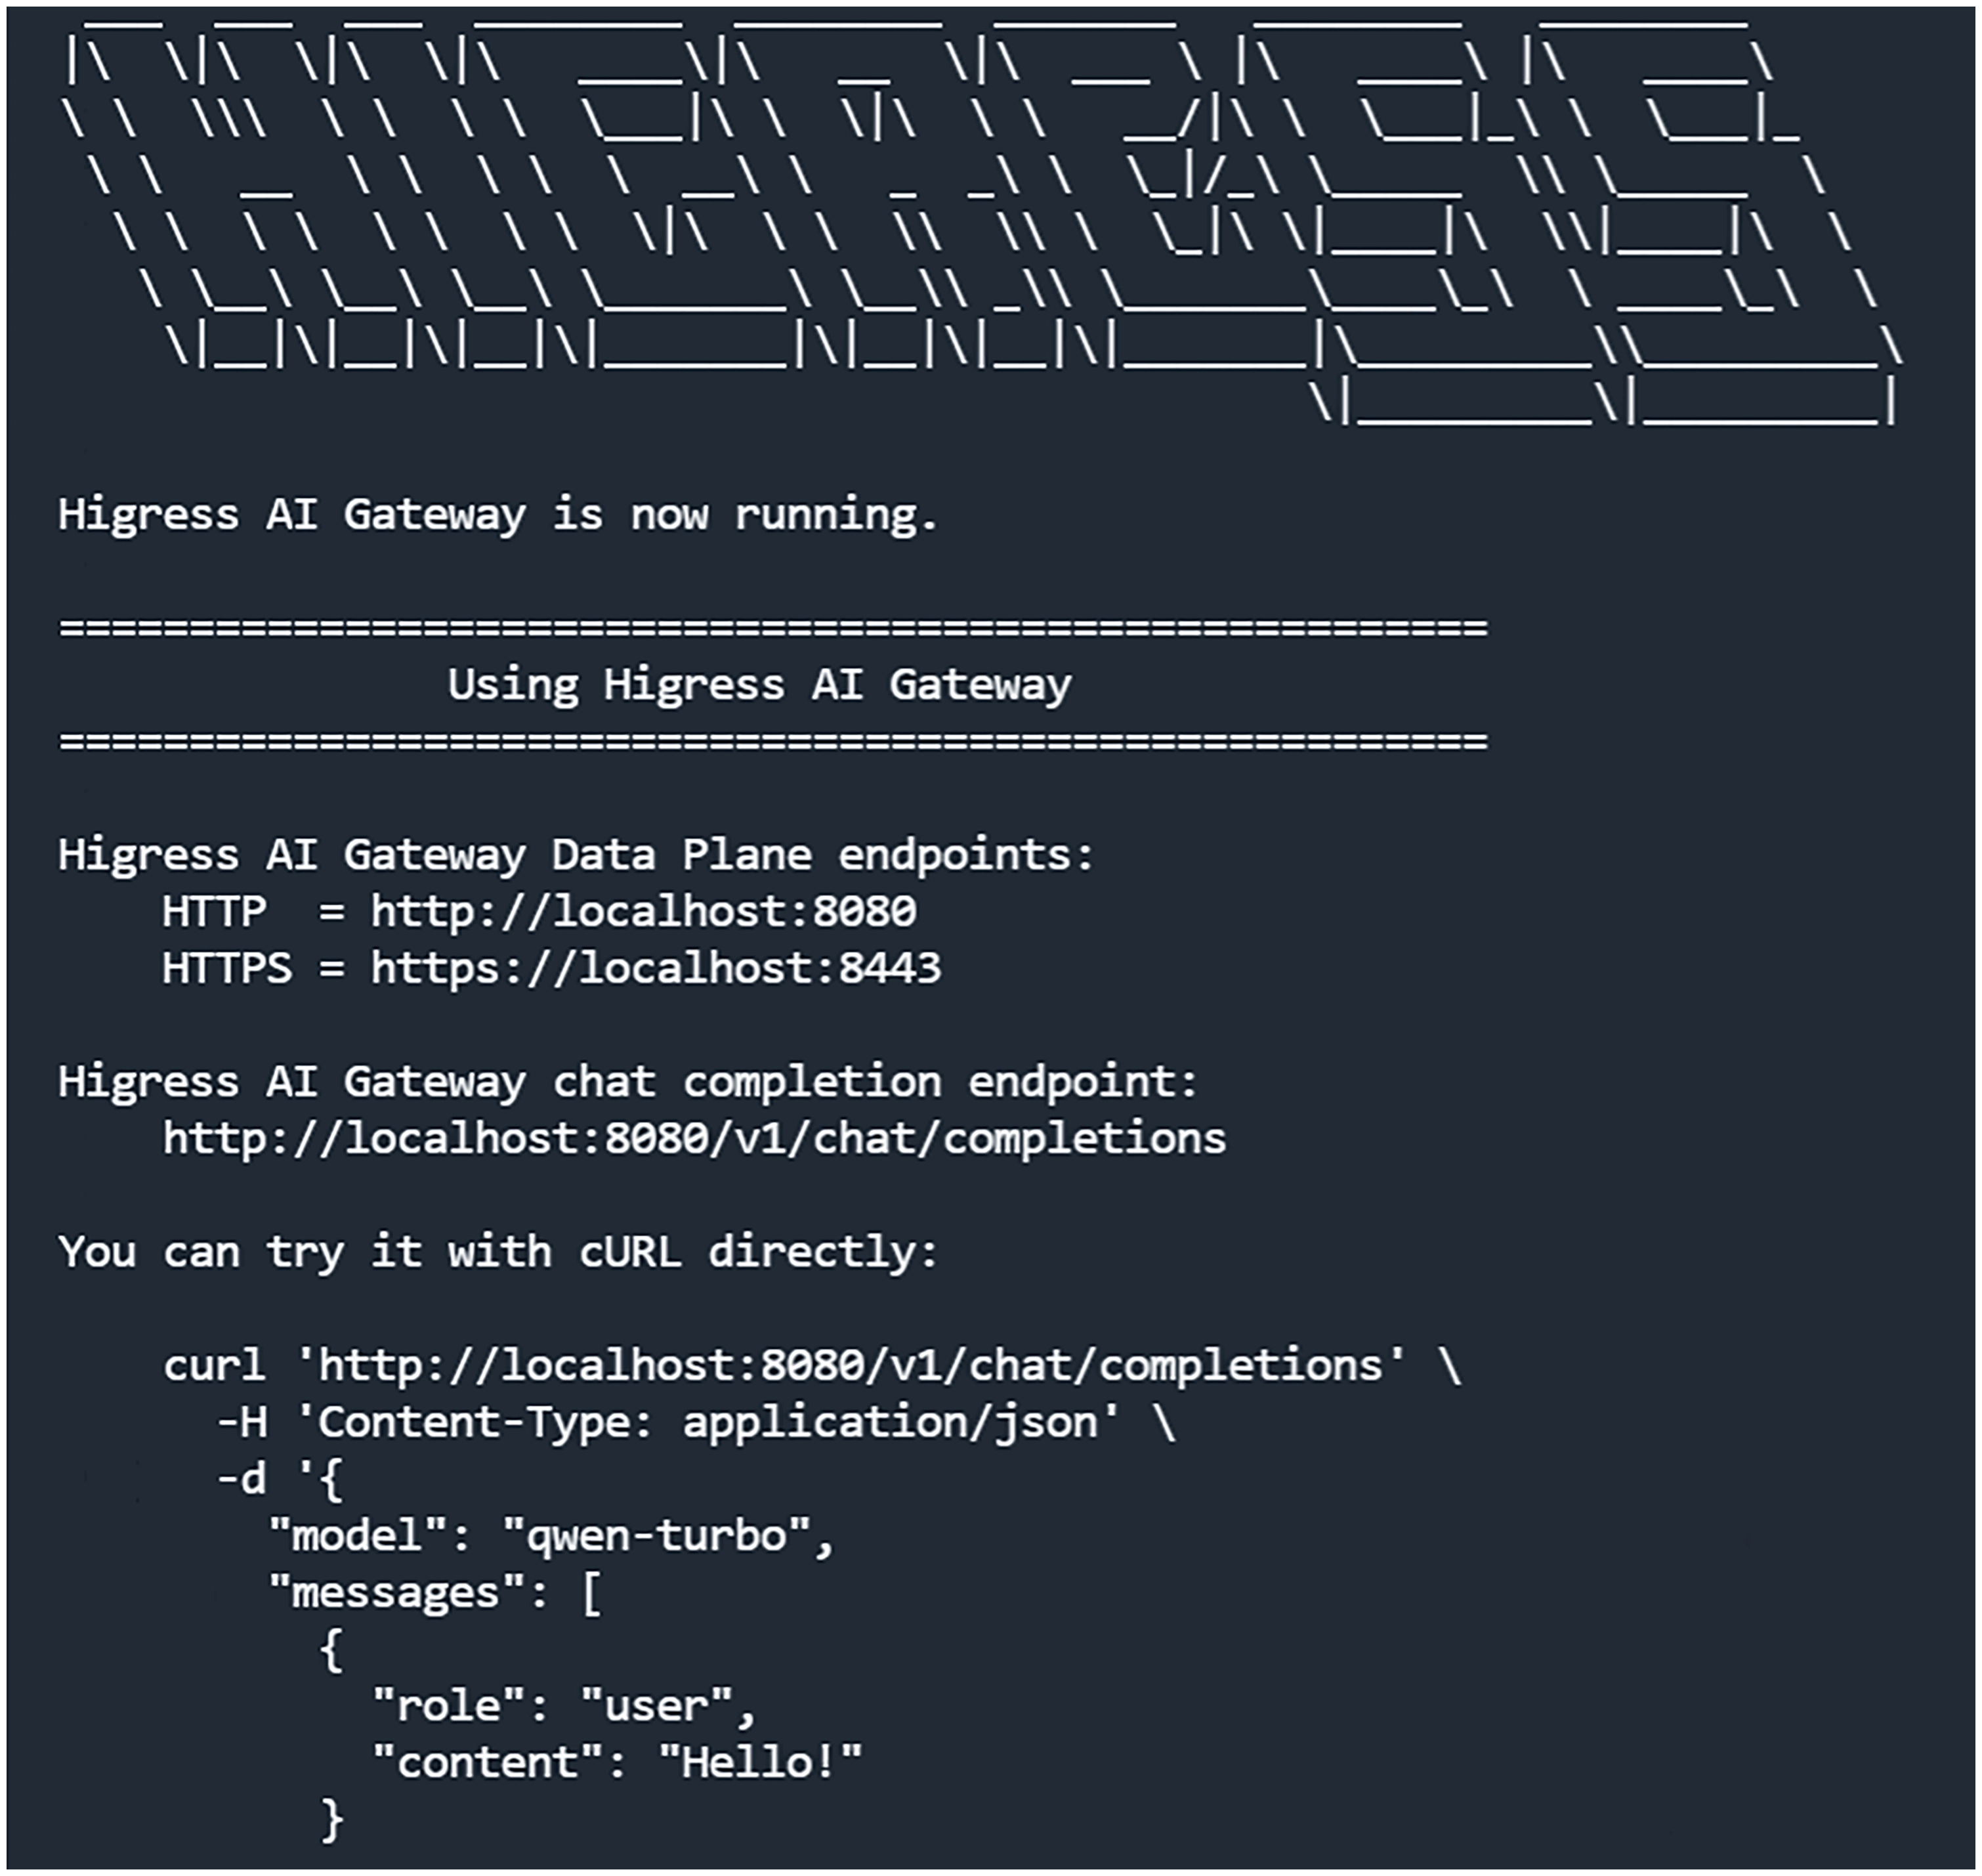 Higress AI Gateway is now running.
=======================================================
Using Higress AI Gateway
=======================================================
Higress AI Gateway Data Plane endpoints:
HTTP  = http://localhost:8080
HTTPS = https://localhost:8443
Higress AI Gateway chat completion endpoint:
http://localhost:8080/v1/chat/completions
You can try it with cURL directly:
curl 'http://localhost:8080/v1/chat/completions' \
-H 'Content-Type: application/json' \
-d '{
"model": "qwen-turbo",
"messages": [
{
"role": "user",
"content": "Hello!"
}